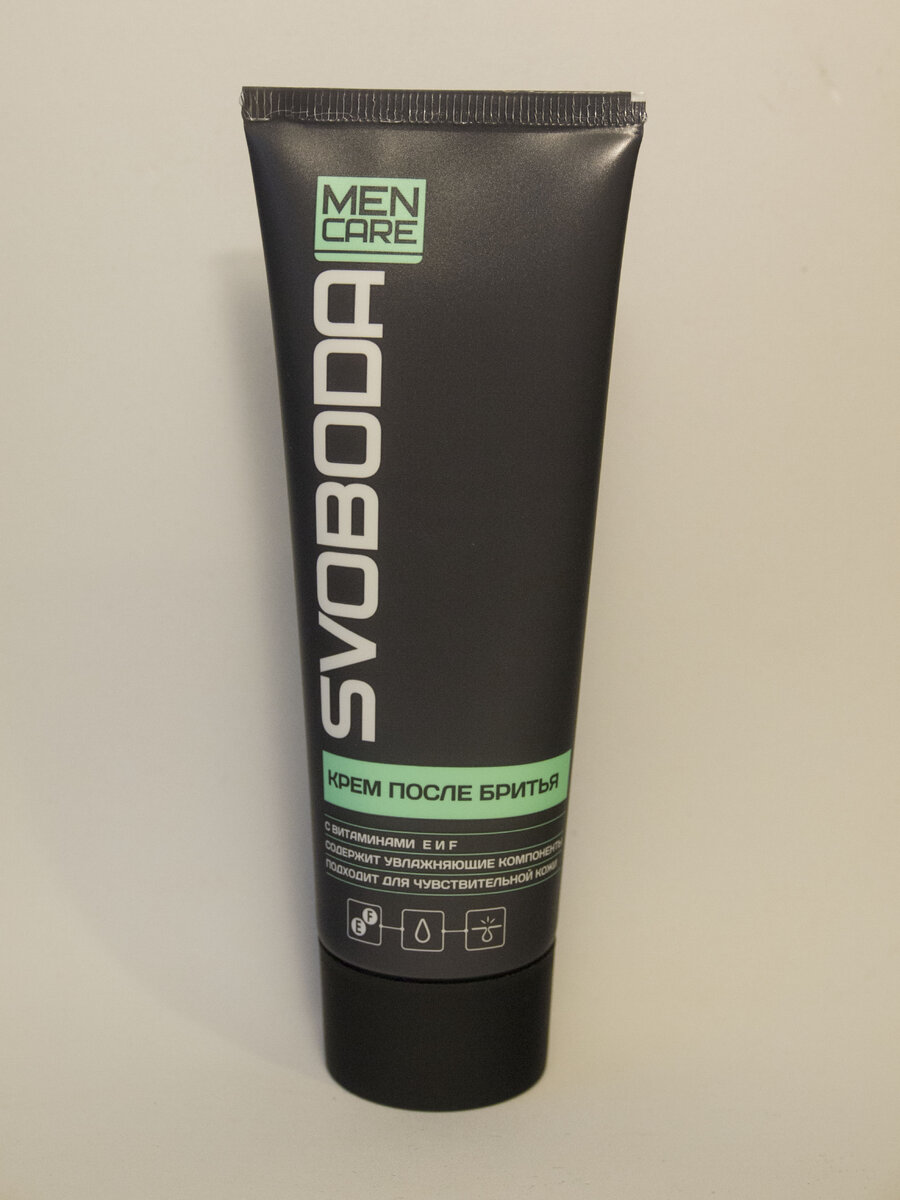 MEN
CARE
SVOBODA
КРЕМ ПОСЛЕ БРИТЬЯ
С ВИТАМИНАМИ E И F
СОДЕРЖИТ УВЛАЖНЯЮЩИЕ КОМПОНЕНТЫ
ПОДХОДИТ ДЛЯ ЧУВСТВИТЕЛЬНОЙ КОЖИ
E F